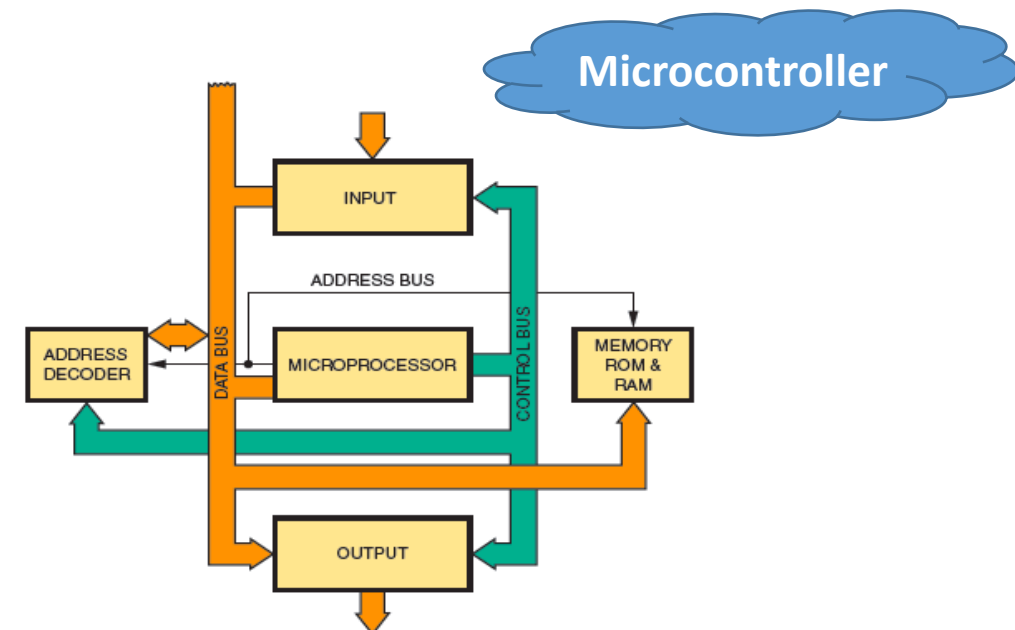 Microcontroller
INPUT
ADDRESS BUS
ADDRESS
DECODER
DATA BUS
MICROPROCESSOR
CONTROL BUS
MEMORY
ROM &
RAM
OUTPUT